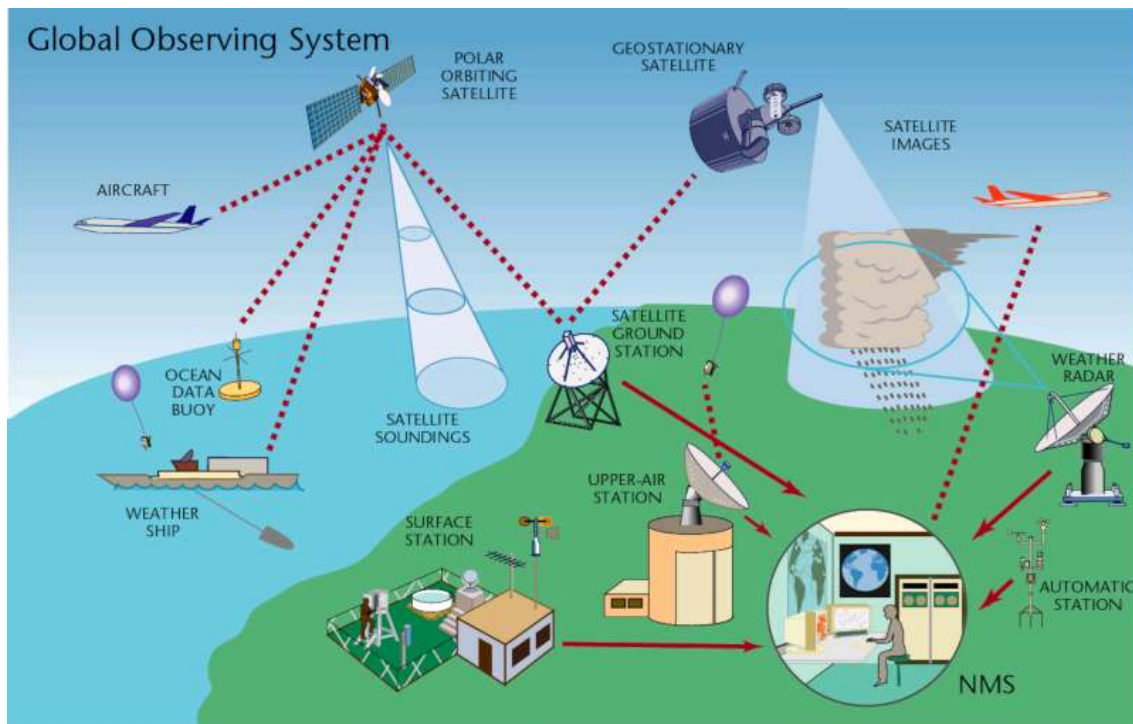 Global Observing System
POLAR
ORBITING
SATELLITE
GEOSTATIONARY
SATELLITE
SATELLITE
IMAGES
AIRCRAFT
SATELLITE
GROUND
STATION
WEATHER
RADAR
OCEAN
DATA
BUOY
SATELLITE
SOUNDINGS
UPPER-AIR
STATION
WEATHER
SHIP
SURFACE
STATION
AUTOMATIC
STATION
NMS